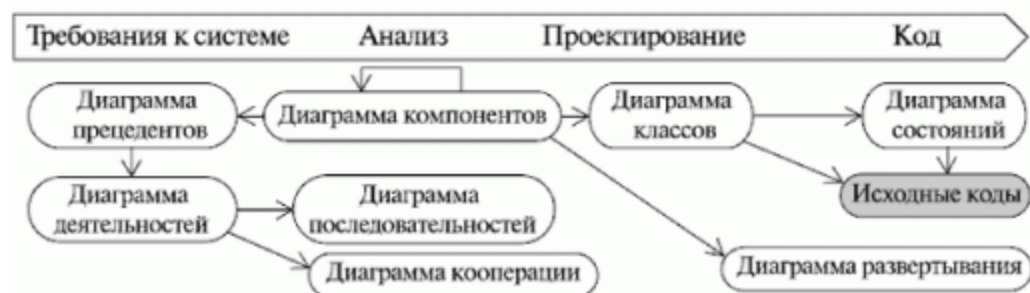 Требования к системе Анализ Проектирование Код
Диаграмма
прецедентов
Диаграмма компонентов
Диаграмма
классов
Диаграмма
состояний
Исходные коды
Диаграмма
деятельностей
Диаграмма
последовательностей
Диаграмма кооперации
Диаграмма развертывания